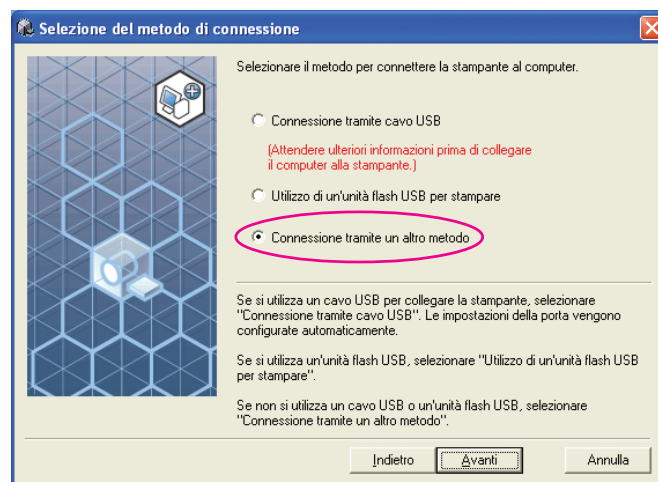 Selezione del metodo di connessione
Selezionare il metodo per connettere la stampante al computer.
Connessione tramite cavo USB
(Attendere ulteriori informazioni prima di collegare
il computer alla stampante.)
Utilizzo di un'unità flash USB per stampare
Connessione tramite un altro metodo
Se si utilizza un cavo USB per collegare la stampante, selezionare
"Connessione tramite cavo USB". Le impostazioni della porta vengono
configurate automaticamente.
Se si utilizza un'unità flash USB, selezionare "Utilizzo di un'unità flash USB
per stampare".
Se non si utilizza un cavo USB o un'unità flash USB, selezionare
"Connessione tramite un altro metodo".
Indietro
Avanti
Annulla